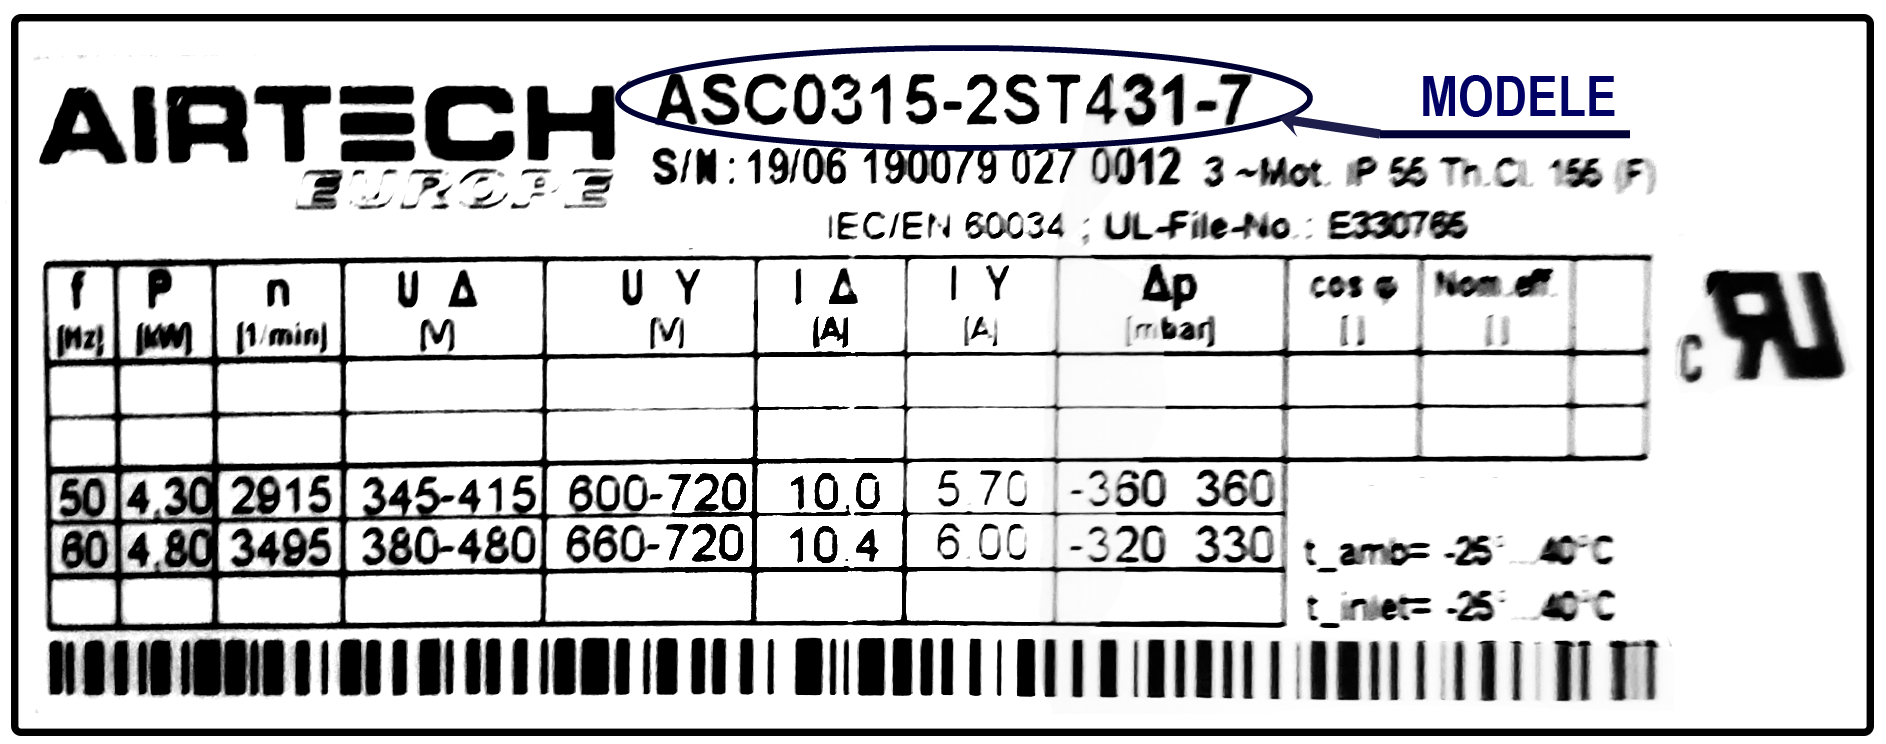 AIRTECH
EUROPE
ASC0315-2ST431-7
MODELE
S/N: 19/06 190079 027 0012 3 ~Mot. IP 55 Th.Cl. 155 (F)
IEC/EN 60034 ; UL-File-No.: E330765
f P n U Δ U Y I Δ I Y Δp cos φ Nom.eff.
[Hz] [KW] [1/min] [V] [V] [A] [A] [mbar] [ ] [ ]
50 4.30 2915 345-415 600-720 10.0 5.70 -360 360
60 4.80 3495 380-480 660-720 10.4 6.00 -320 330
t_amb= -25° ... 40°C
t_inlet= -25° ... 40°C
c RU